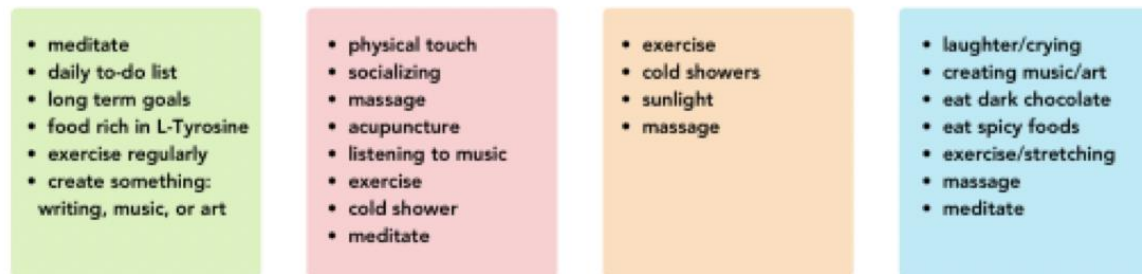 • meditate
• daily to-do list
• long term goals
• food rich in L-Tyrosine
• exercise regularly
• create something:
writing, music, or art
• physical touch
• socializing
• massage
• acupuncture
• listening to music
• exercise
• cold shower
• meditate
• exercise
• cold showers
• sunlight
• massage
• laughter/crying
• creating music/art
• eat dark chocolate
• eat spicy foods
• exercise/stretching
• massage
• meditate